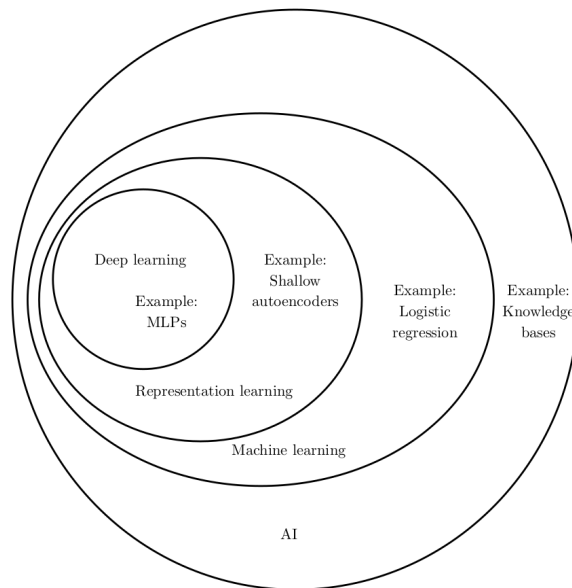 Deep learning
Example:
MLPs
Example:
Shallow
autoencoders
Example:
Logistic
regression
Example:
Knowledge
bases
Representation learning
Machine learning
AI